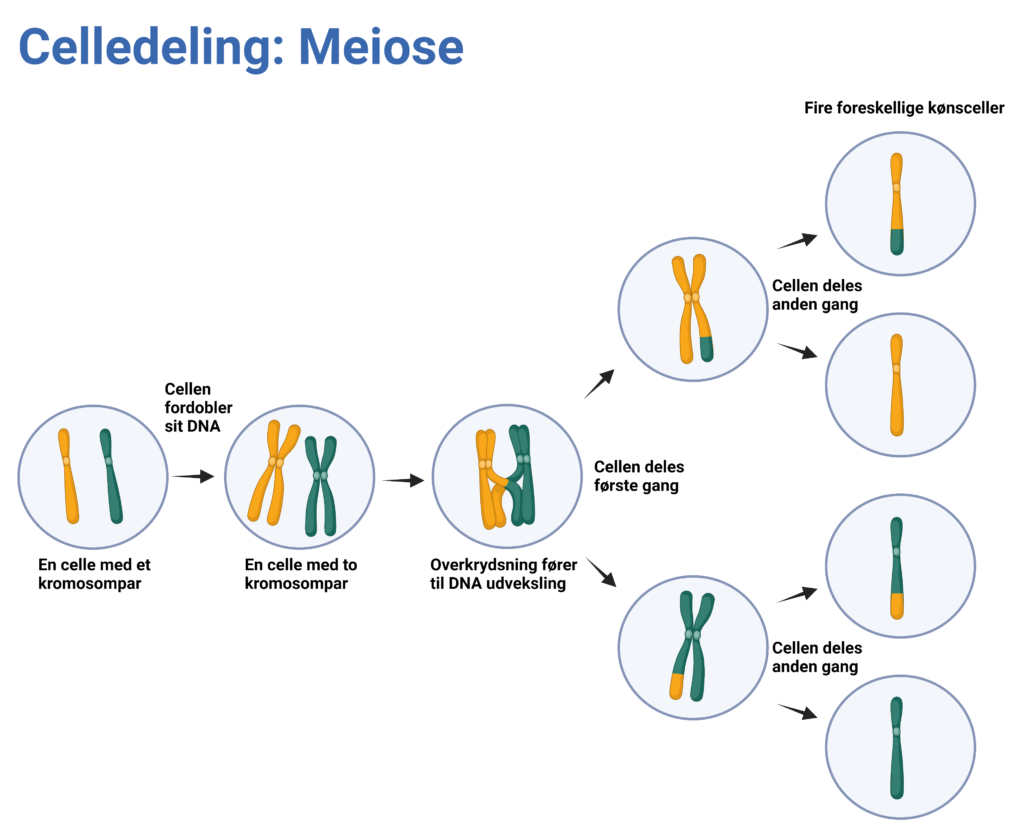 Celledeling: Meiose
Fire foreskellige kønsceller
Cellen deles
anden gang
Cellen
fordobler
sit DNA
Cellen deles
første gang
En celle med et
kromosompar
En celle med to
kromosompar
Overkrydsning fører
til DNA udveksling
Cellen deles
anden gang